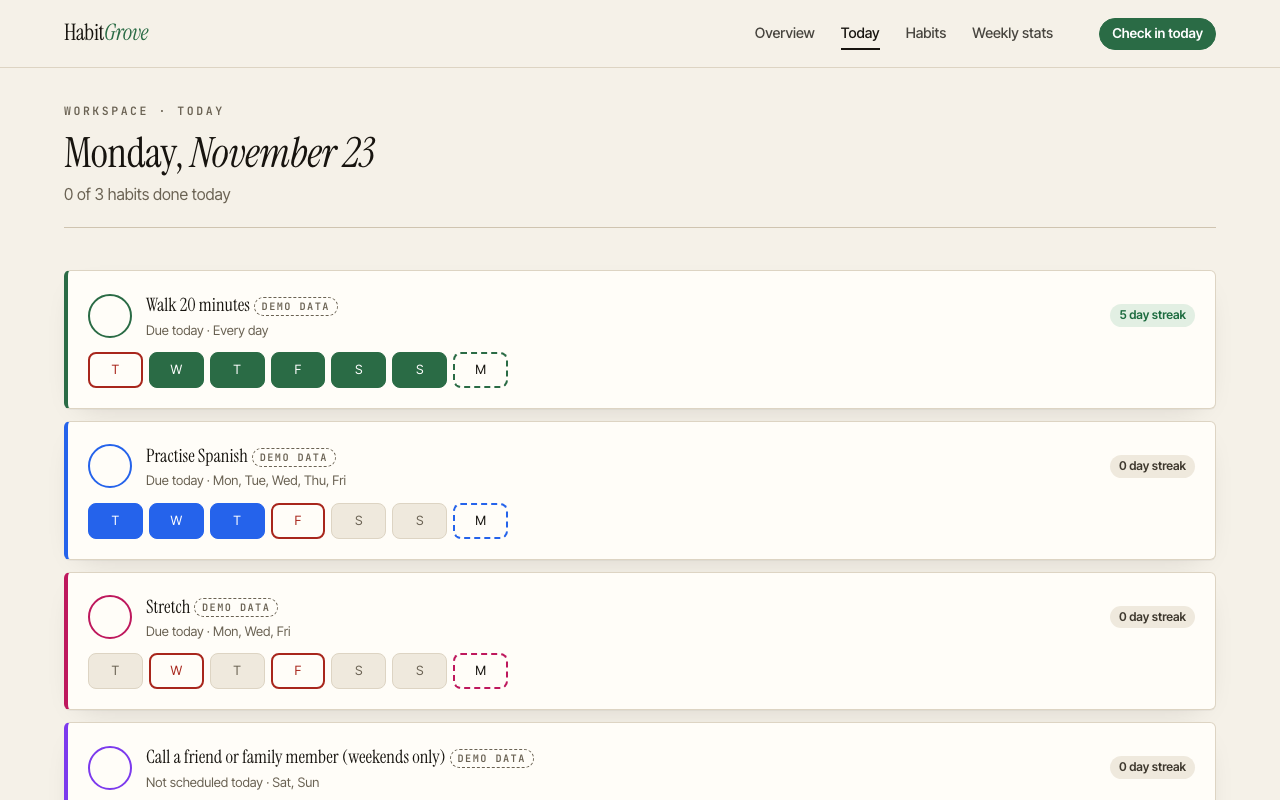 HabitGrove
Overview Today Habits Weekly stats Check in today
WORKSPACE · TODAY
Monday, November 23
0 of 3 habits done today
Walk 20 minutes DEMO DATA
5 day streak
Due today · Every day
T W T F S S M
Practise Spanish DEMO DATA
0 day streak
Due today · Mon, Tue, Wed, Thu, Fri
T W T F S S M
Stretch DEMO DATA
0 day streak
Due today · Mon, Wed, Fri
T W T F S S M
Call a friend or family member (weekends only) DEMO DATA
0 day streak
Not scheduled today · Sat, Sun